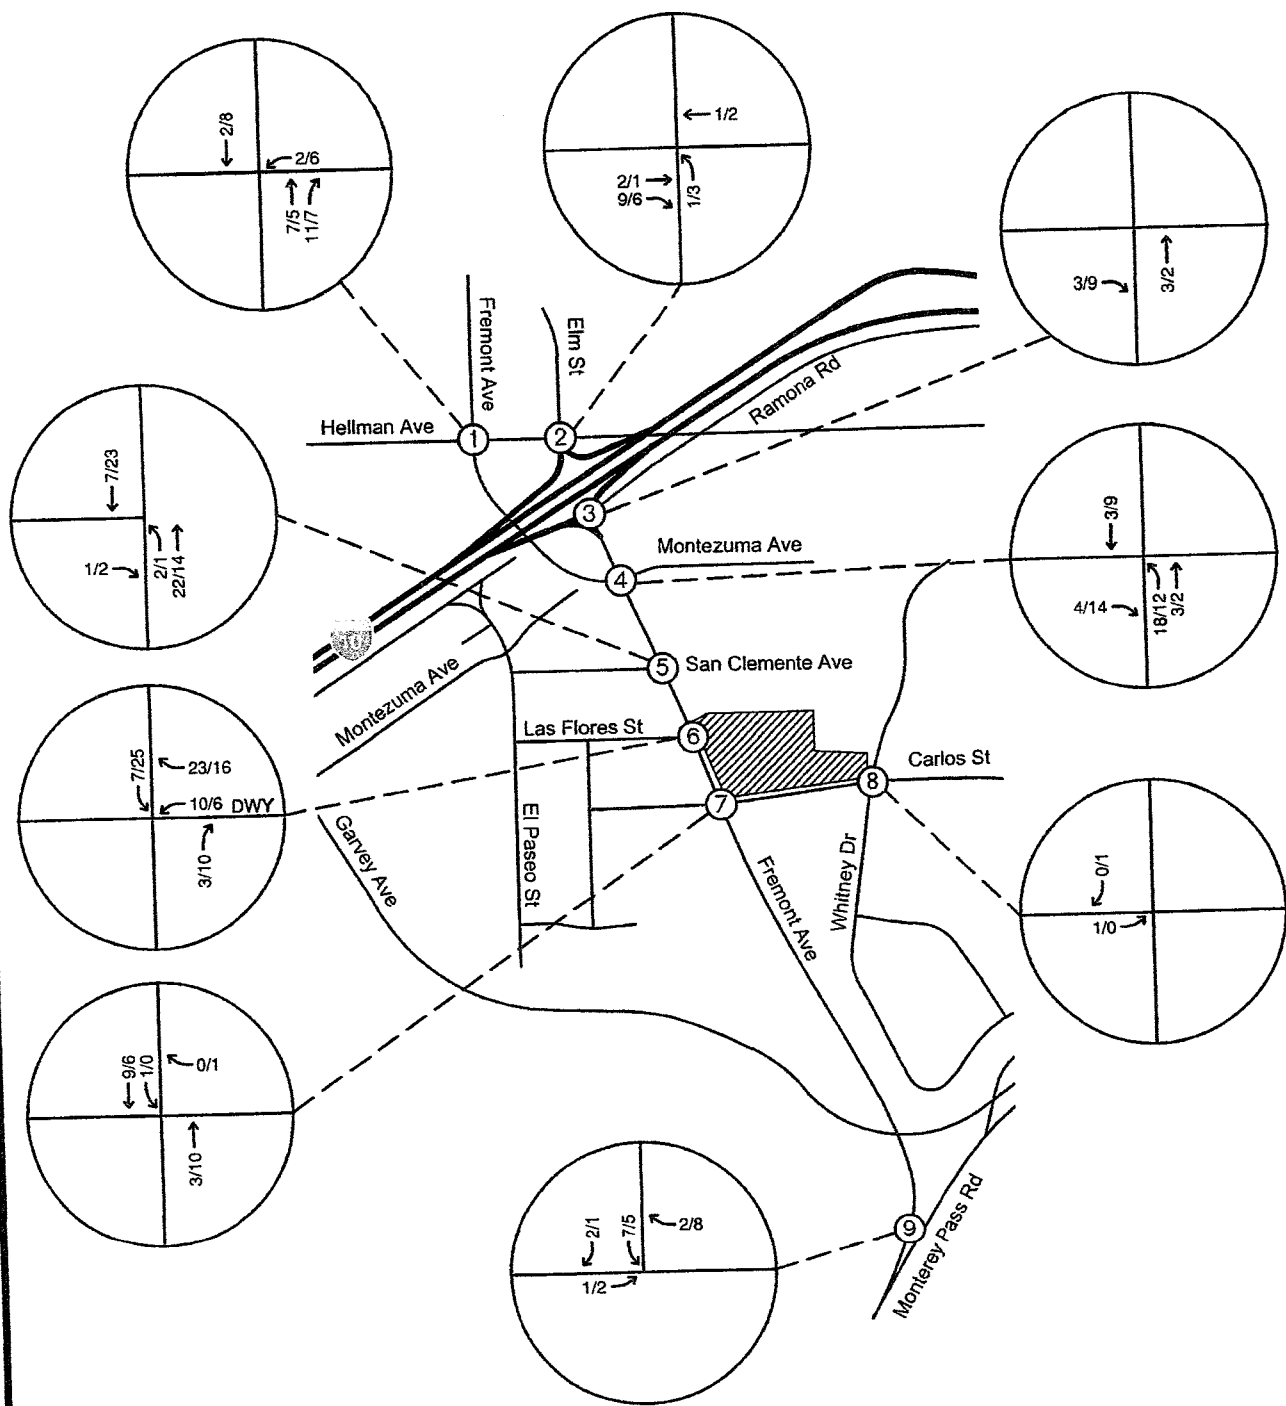 2/8
2/6
7/5
11/7
1/2
2/1
9/6
1/3
3/9
3/2
Fremont Ave
Elm St
Ramona Rd
Hellman Ave
1
2
3
7/23
1/2
2/1
22/14
Montezuma Ave
4
3/9
4/14
18/12
3/2
Montezuma Ave
5
San Clemente Ave
Las Flores St
6
7/25
23/16
10/6 DWY
3/10
7
8
Carlos St
Garvey Ave
El Paseo St
Fremont Ave
Whitney Dr
0/1
1/0
9/6
1/0
0/1
3/10
2/1
7/5
2/8
1/2
9
Monterey Pass Rd